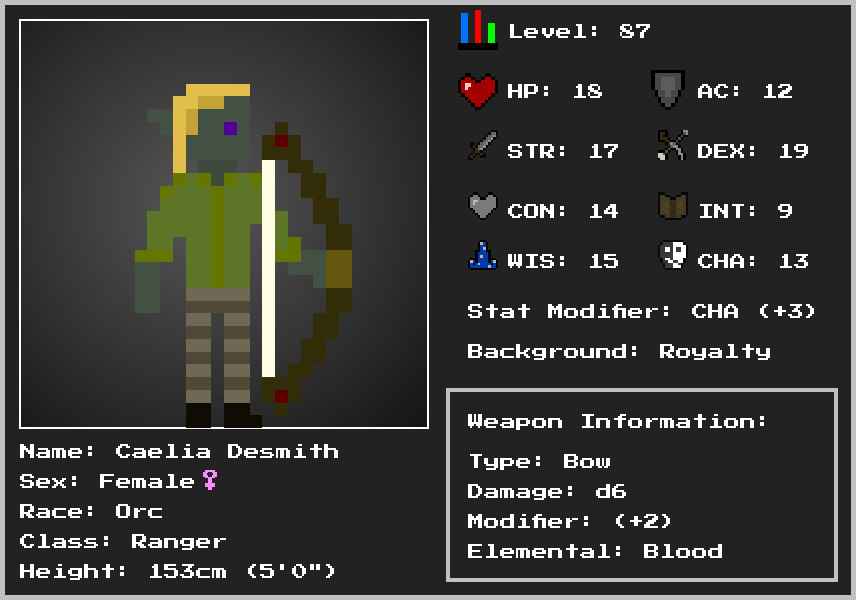 Level: 87
HP: 18 AC: 12
STR: 17 DEX: 19
CON: 14 INT: 9
WIS: 15 CHA: 13
Stat Modifier: CHA (+3)
Background: Royalty
Name: Caelia Desmith
Sex: Female♀
Race: Orc
Class: Ranger
Height: 153cm (5'0")
Weapon Information:
Type: Bow
Damage: d6
Modifier: (+2)
Elemental: Blood